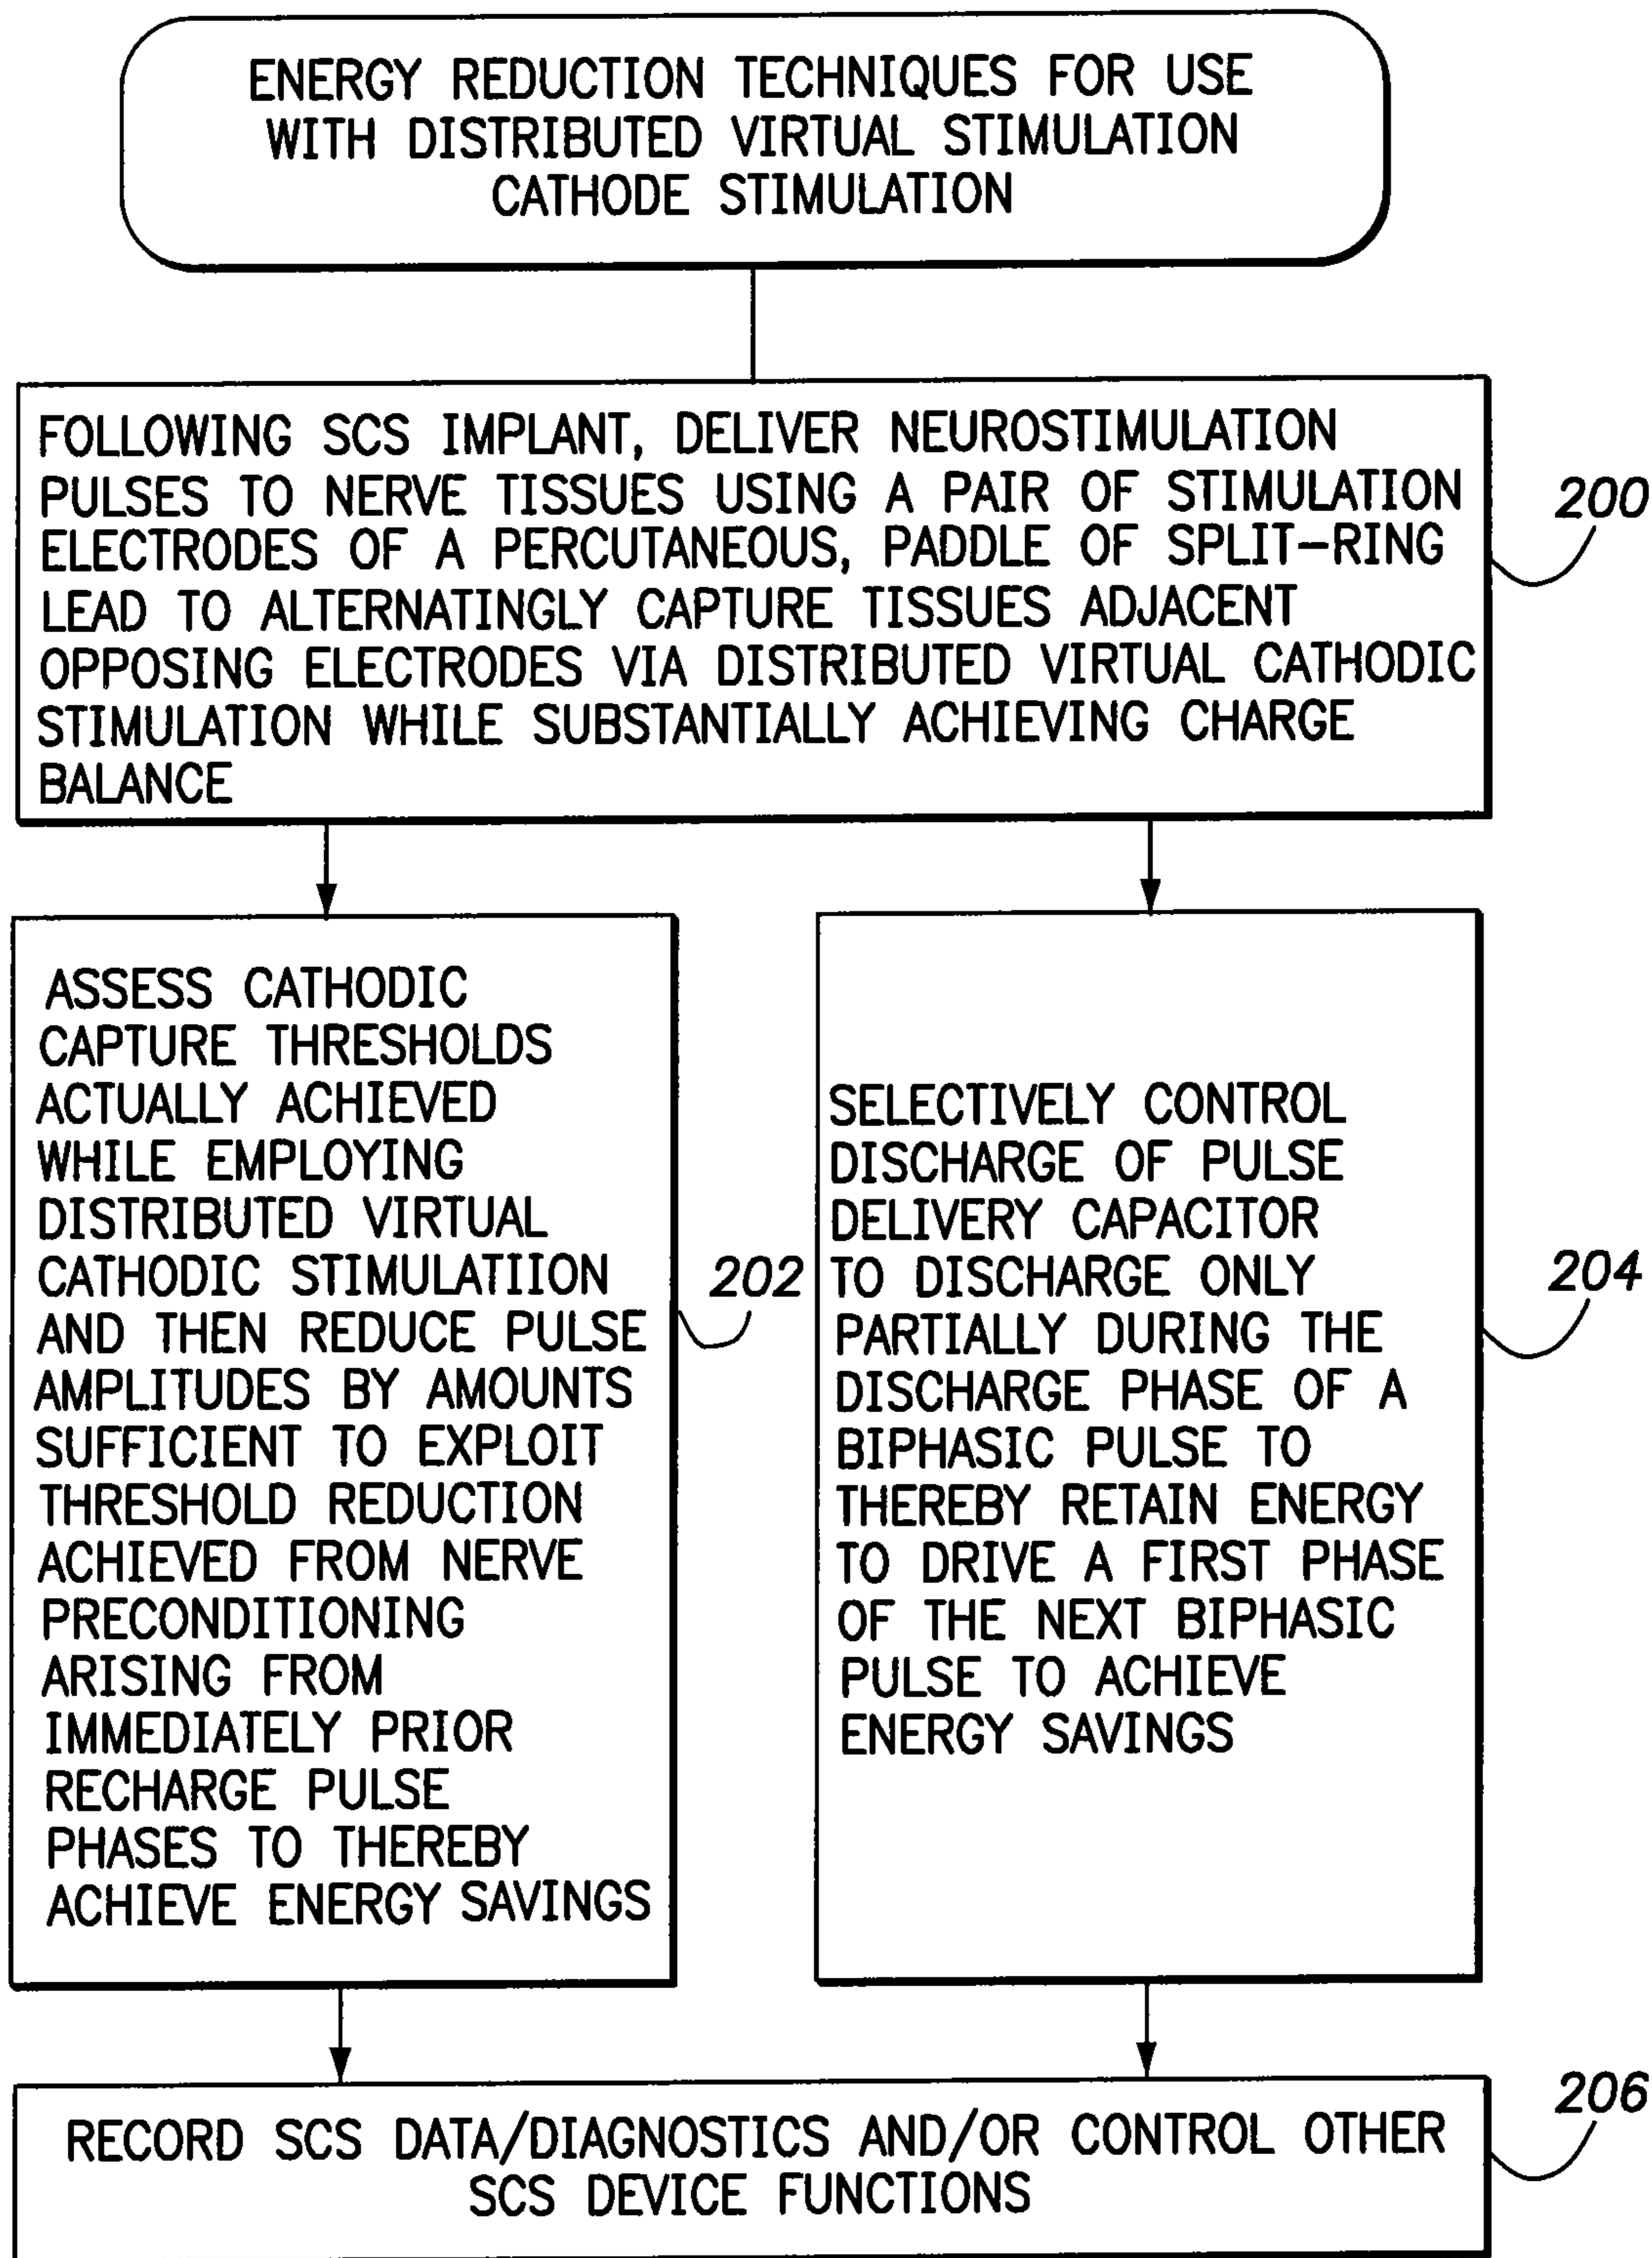 ENERGY REDUCTION TECHNIQUES FOR USE
WITH DISTRIBUTED VIRTUAL STIMULATION
CATHODE STIMULATION
FOLLOWING SCS IMPLANT, DELIVER NEUROSTIMULATION
PULSES TO NERVE TISSUES USING A PAIR OF STIMULATION
ELECTRODES OF A PERCUTANEOUS, PADDLE OF SPLIT-RING
LEAD TO ALTERNATINGLY CAPTURE TISSUES ADJACENT
OPPOSING ELECTRODES VIA DISTRIBUTED VIRTUAL CATHODIC
STIMULATION WHILE SUBSTANTIALLY ACHIEVING CHARGE
BALANCE
200
ASSESS CATHODIC
CAPTURE THRESHOLDS
ACTUALLY ACHIEVED
WHILE EMPLOYING
DISTRIBUTED VIRTUAL
CATHODIC STIMULATIION
AND THEN REDUCE PULSE
AMPLITUDES BY AMOUNTS
SUFFICIENT TO EXPLOIT
THRESHOLD REDUCTION
ACHIEVED FROM NERVE
PRECONDITIONING
ARISING FROM
IMMEDIATELY PRIOR
RECHARGE PULSE
PHASES TO THEREBY
ACHIEVE ENERGY SAVINGS
202
SELECTIVELY CONTROL
DISCHARGE OF PULSE
DELIVERY CAPACITOR
TO DISCHARGE ONLY
PARTIALLY DURING THE
DISCHARGE PHASE OF A
BIPHASIC PULSE TO
THEREBY RETAIN ENERGY
TO DRIVE A FIRST PHASE
OF THE NEXT BIPHASIC
PULSE TO ACHIEVE
ENERGY SAVINGS
204
RECORD SCS DATA/DIAGNOSTICS AND/OR CONTROL OTHER
SCS DEVICE FUNCTIONS
206